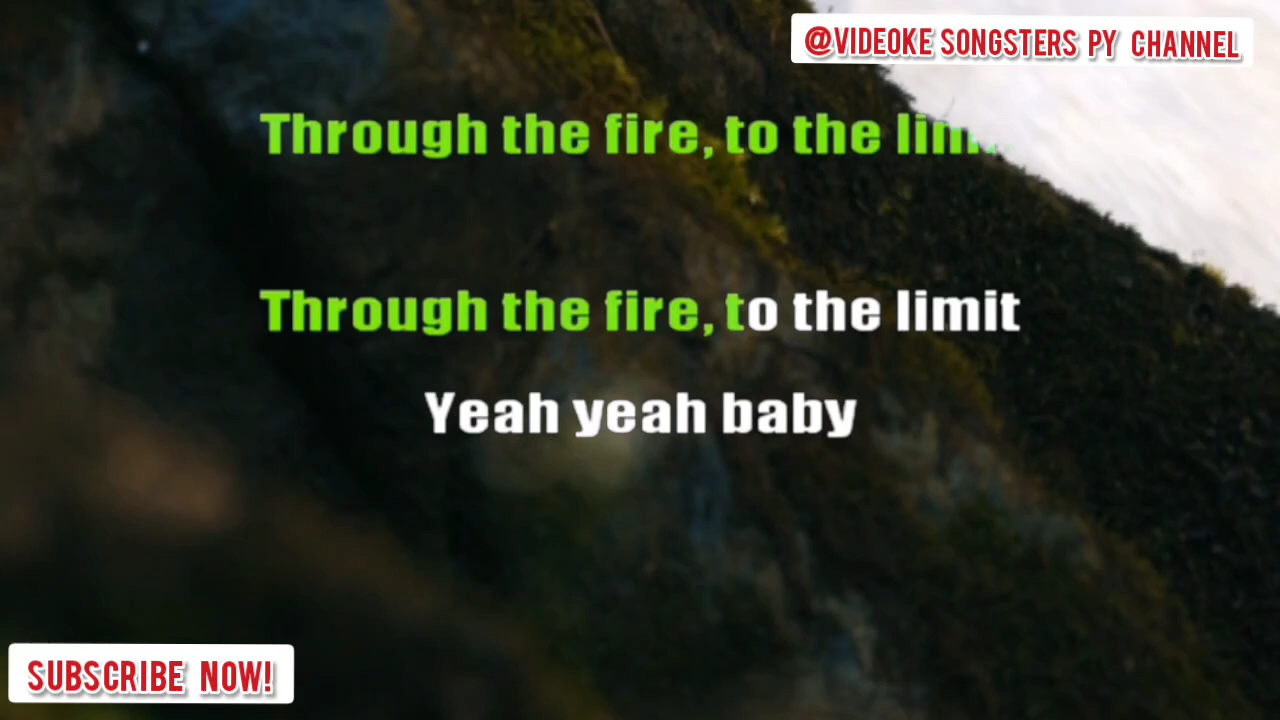 @VIDEOKE SONGSTERS PY CHANNEL
Through the fire, to the limit
Through the fire, to the limit
Yeah yeah baby
SUBSCRIBE NOW!